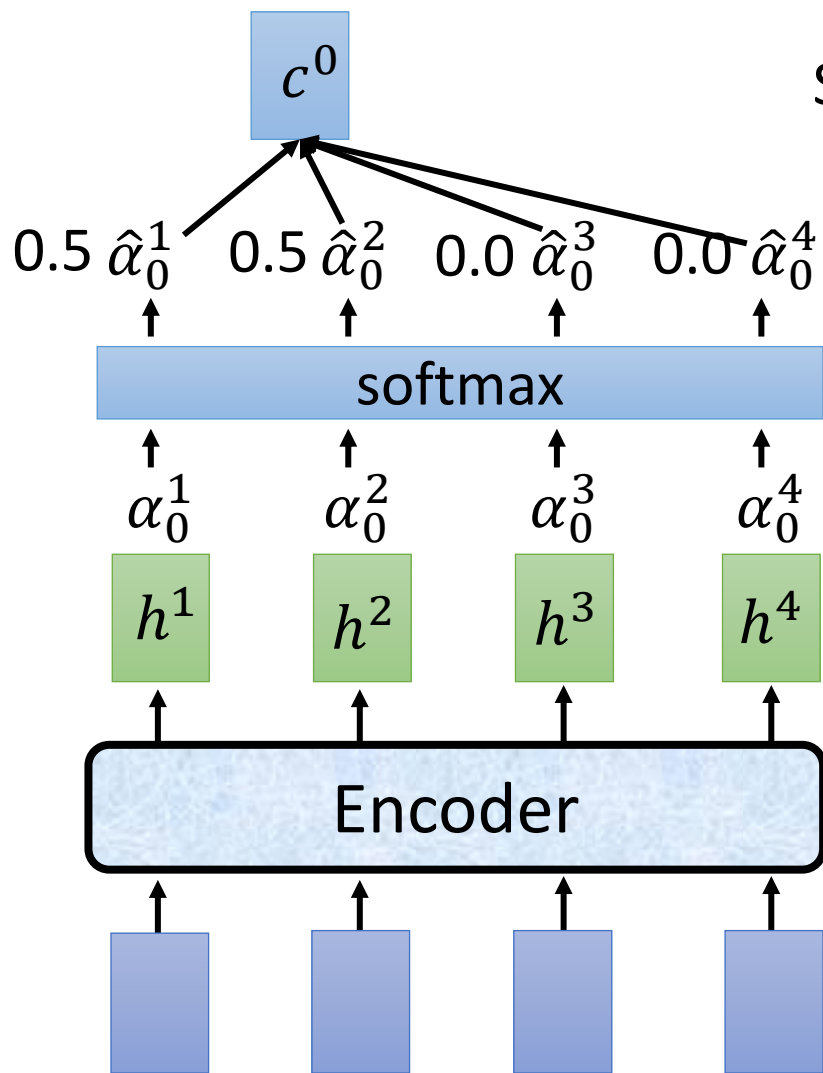 c⁰
0.5 α̂₀¹ 0.5 α̂₀² 0.0 α̂₀³ 0.0 α̂₀⁴
softmax
α₀¹ α₀² α₀³ α₀⁴
h¹ h² h³ h⁴
Encoder